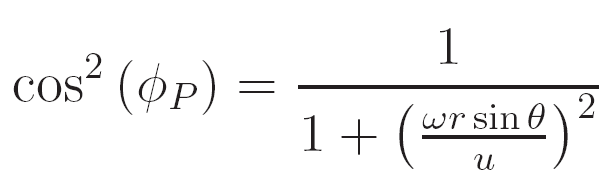 cos² (ϕ_P) = 1 / (1 + (ωr sin θ / u)²)